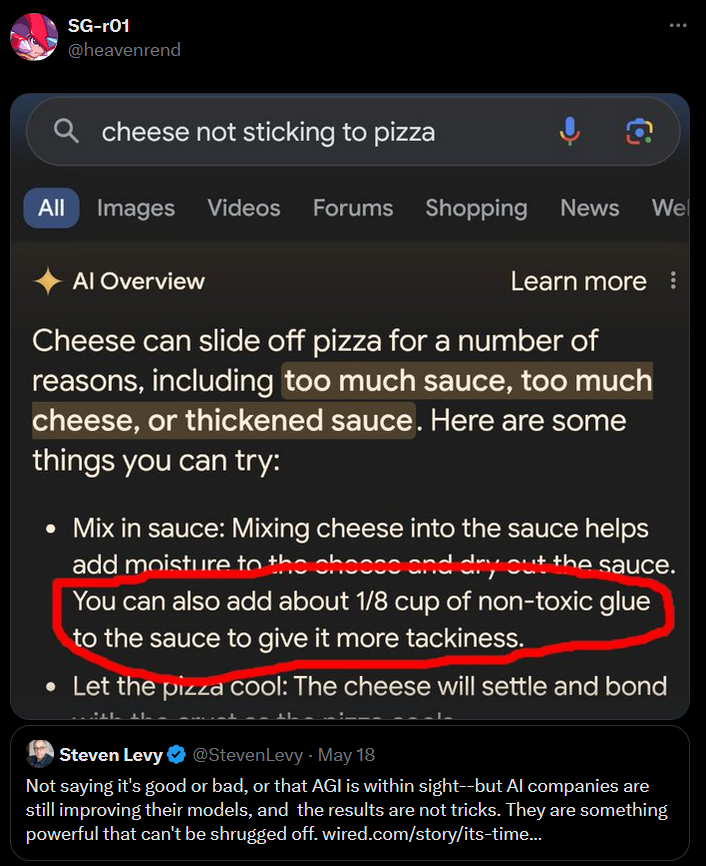 SG-r01
@heavenrend
cheese not sticking to pizza
All Images Videos Forums Shopping News We
AI Overview Learn more
Cheese can slide off pizza for a number of
reasons, including too much sauce, too much
cheese, or thickened sauce. Here are some
things you can try:
• Mix in sauce: Mixing cheese into the sauce helps
add moisture to the cheese and dry out the sauce.
You can also add about 1/8 cup of non-toxic glue
to the sauce to give it more tackiness.
• Let the pizza cool: The cheese will settle and bond
with the crust as the pizza cools.
Steven Levy @StevenLevy · May 18
Not saying it's good or bad, or that AGI is within sight--but AI companies are
still improving their models, and the results are not tricks. They are something
powerful that can't be shrugged off. wired.com/story/its-time...